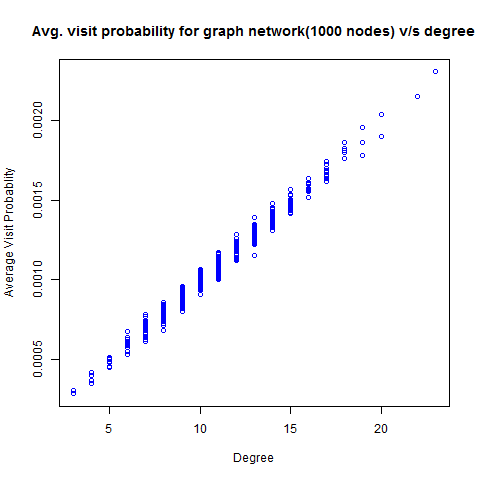 Avg. visit probability for graph network(1000 nodes) v/s degree
0.0020
0.0015
0.0010
0.0005
Average Visit Probablity
5 10 15 20
Degree